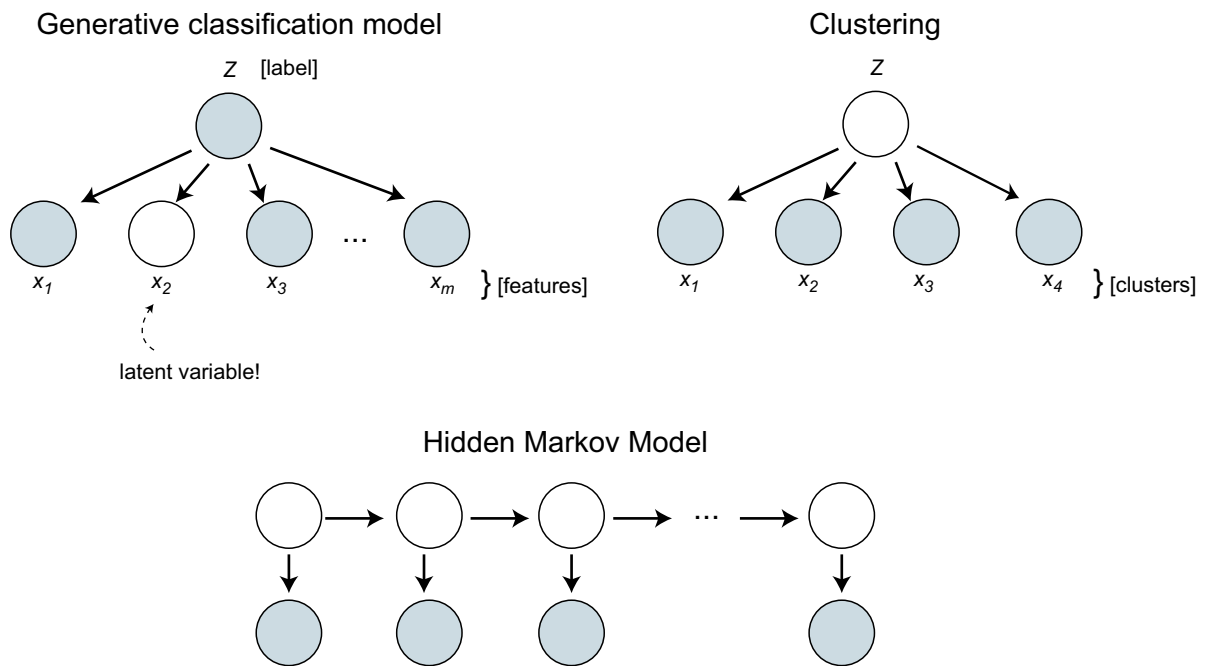 Generative classification model
Z [label]
x1 x2 x3 ... xm } [features]
latent variable!
Clustering
Z
x1 x2 x3 x4 } [clusters]
Hidden Markov Model
...